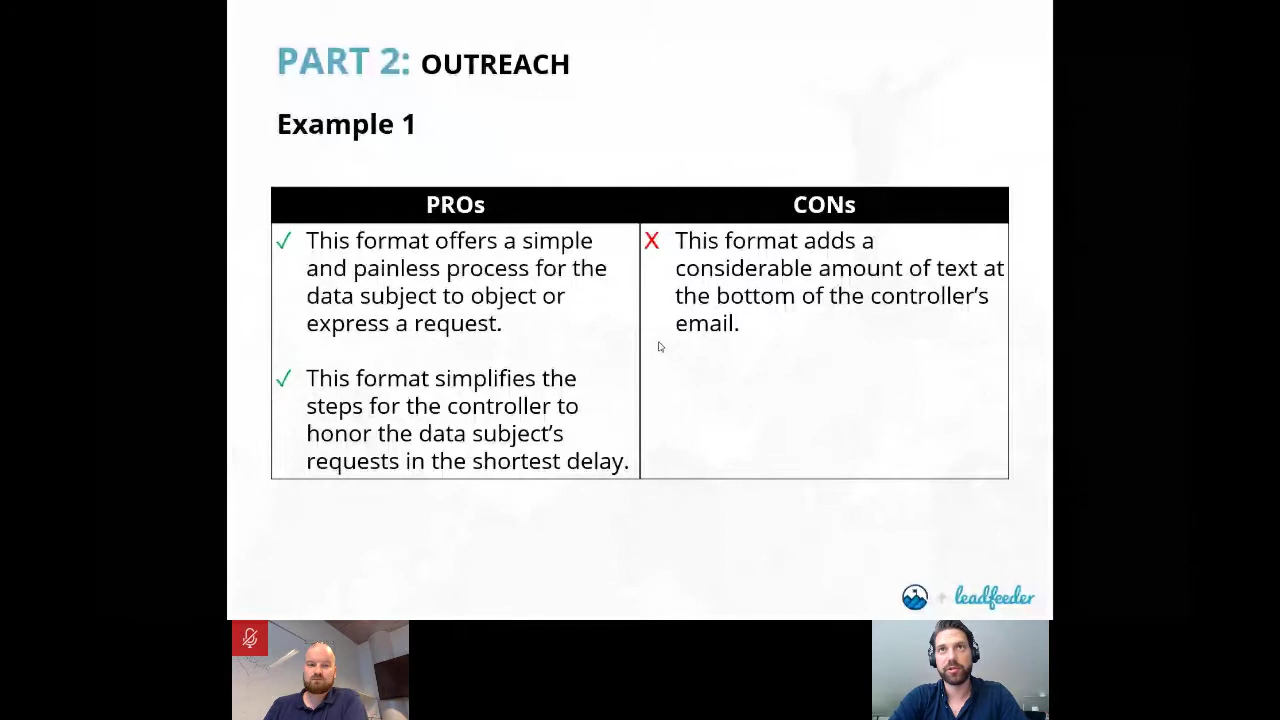 PART 2: OUTREACH
Example 1
PROs
CONs
✓ This format offers a simple
and painless process for the
data subject to object or
express a request.
✓ This format simplifies the
steps for the controller to
honor the data subject’s
requests in the shortest delay.
X This format adds a
considerable amount of text at
the bottom of the controller’s
email.
+ leadfeeder